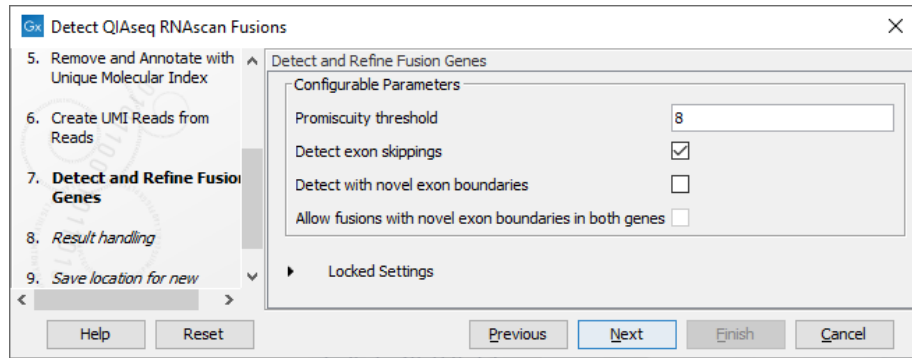 Gx Detect QIAseq RNAscan Fusions
5. Remove and Annotate with
Unique Molecular Index
6. Create UMI Reads from
Reads
7. Detect and Refine Fusion
Genes
8. Result handling
9. Save location for new
Detect and Refine Fusion Genes
Configurable Parameters
Promiscuity threshold 8
Detect exon skippings
Detect with novel exon boundaries
Allow fusions with novel exon boundaries in both genes
Locked Settings
Help Reset Previous Next Finish Cancel